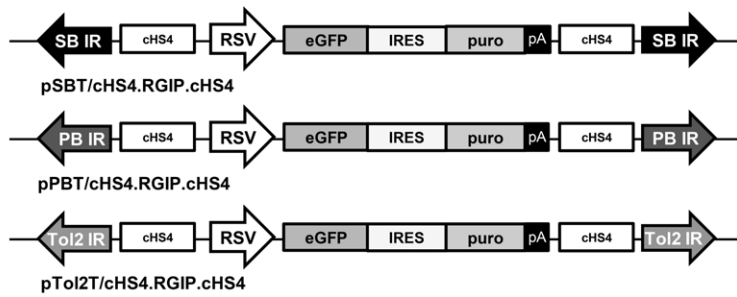 SB IR cHS4 RSV eGFP IRES puro pA cHS4 SB IR
pSBT/cHS4.RGIP.cHS4
PB IR cHS4 RSV eGFP IRES puro pA cHS4 PB IR
pPBT/cHS4.RGIP.cHS4
Tol2 IR cHS4 RSV eGFP IRES puro pA cHS4 Tol2 IR
pTol2T/cHS4.RGIP.cHS4